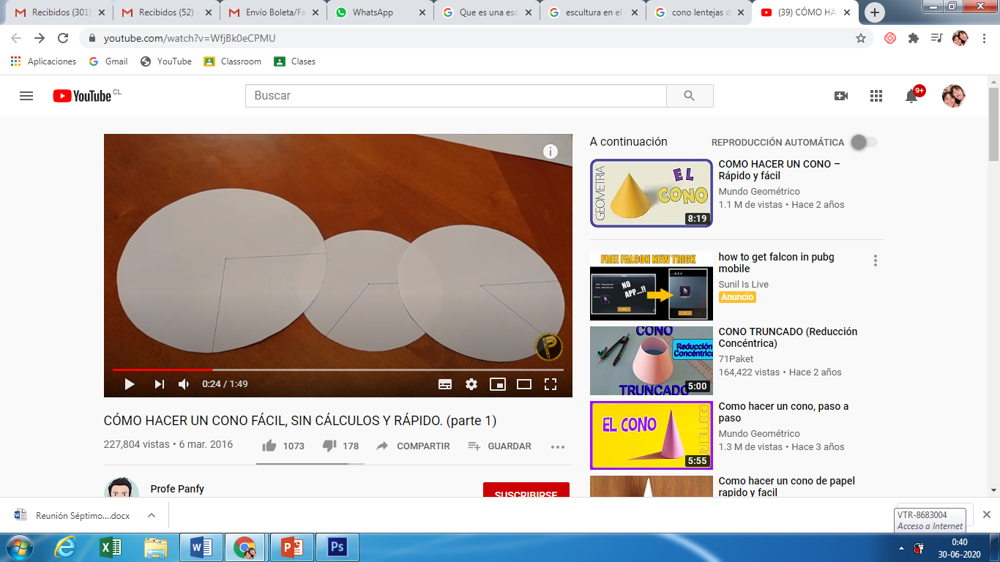 Recibidos (301)
Recibidos (52) -
Envío Boleta/Fa
WhatsApp
Que es una esc
escultura en el
cono lentejas d
(39) CÓMO HA
youtube.com/watch?v=WfjBk0eCPMU
Aplicaciones
Gmail
YouTube
Classroom
Clases
YouTube CL
Buscar
9+
A continuación
REPRODUCCIÓN AUTOMÁTICA
GEOMETRIA
EL CONO
8:19
COMO HACER UN CONO –
Rápido y fácil
Mundo Geométrico
1.1 M de vistas • Hace 2 años
FREE FALCON NEW TRICK
NO
APP....!!
how to get falcon in pubg
mobile
Sunil Is Live
Anuncio
CONO
Reducción
Concéntrica
TRUNCADO
5:00
CONO TRUNCADO (Reducción
Concéntrica)
71Paket
164,422 vistas • Hace 2 años
EL CONO
GEOMETRÍA
5:55
Como hacer un cono, paso a
paso
Mundo Geométrico
1.3 M de vistas • Hace 3 años
Como hacer un cono de papel
rapido y facil
0:24 / 1:49
CÓMO HACER UN CONO FÁCIL, SIN CÁLCULOS Y RÁPIDO. (parte 1)
227,804 vistas • 6 mar. 2016
1073
178
COMPARTIR
GUARDAR
Profe Panfy
SUSCRIBIRSE
Reunión Séptimo....docx
VTR-8683004
Acceso a Internet
Ps
0:40
30-06-2020